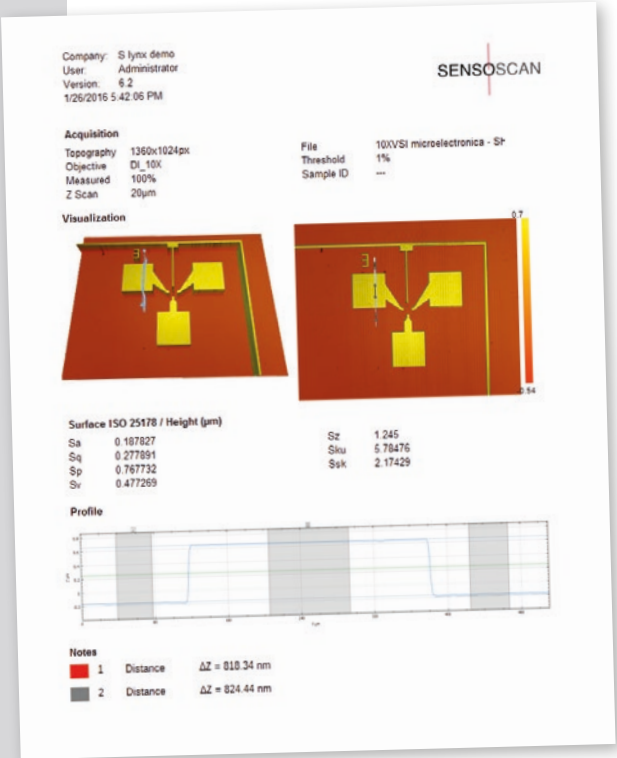 Company: S lynx demo
User: Administrator
Version: 6.2
1/26/2016 5:42:06 PM
SENSOSCAN
Acquisition
Topography 1360x1024px
Objective DI_10X
Measured 100%
Z Scan 20µm
File 10XVSI microelectronica - Sh
Threshold 1%
Sample ID ---
Visualization
0.7
-0.54
Surface ISO 25178 / Height (µm)
Sa 0.187827
Sq 0.277891
Sp 0.767732
Sv 0.477269
Sz 1.245
Sku 5.78476
Ssk 2.17429
Profile
Notes
1 Distance ΔZ = 818.34 nm
2 Distance ΔZ = 824.44 nm